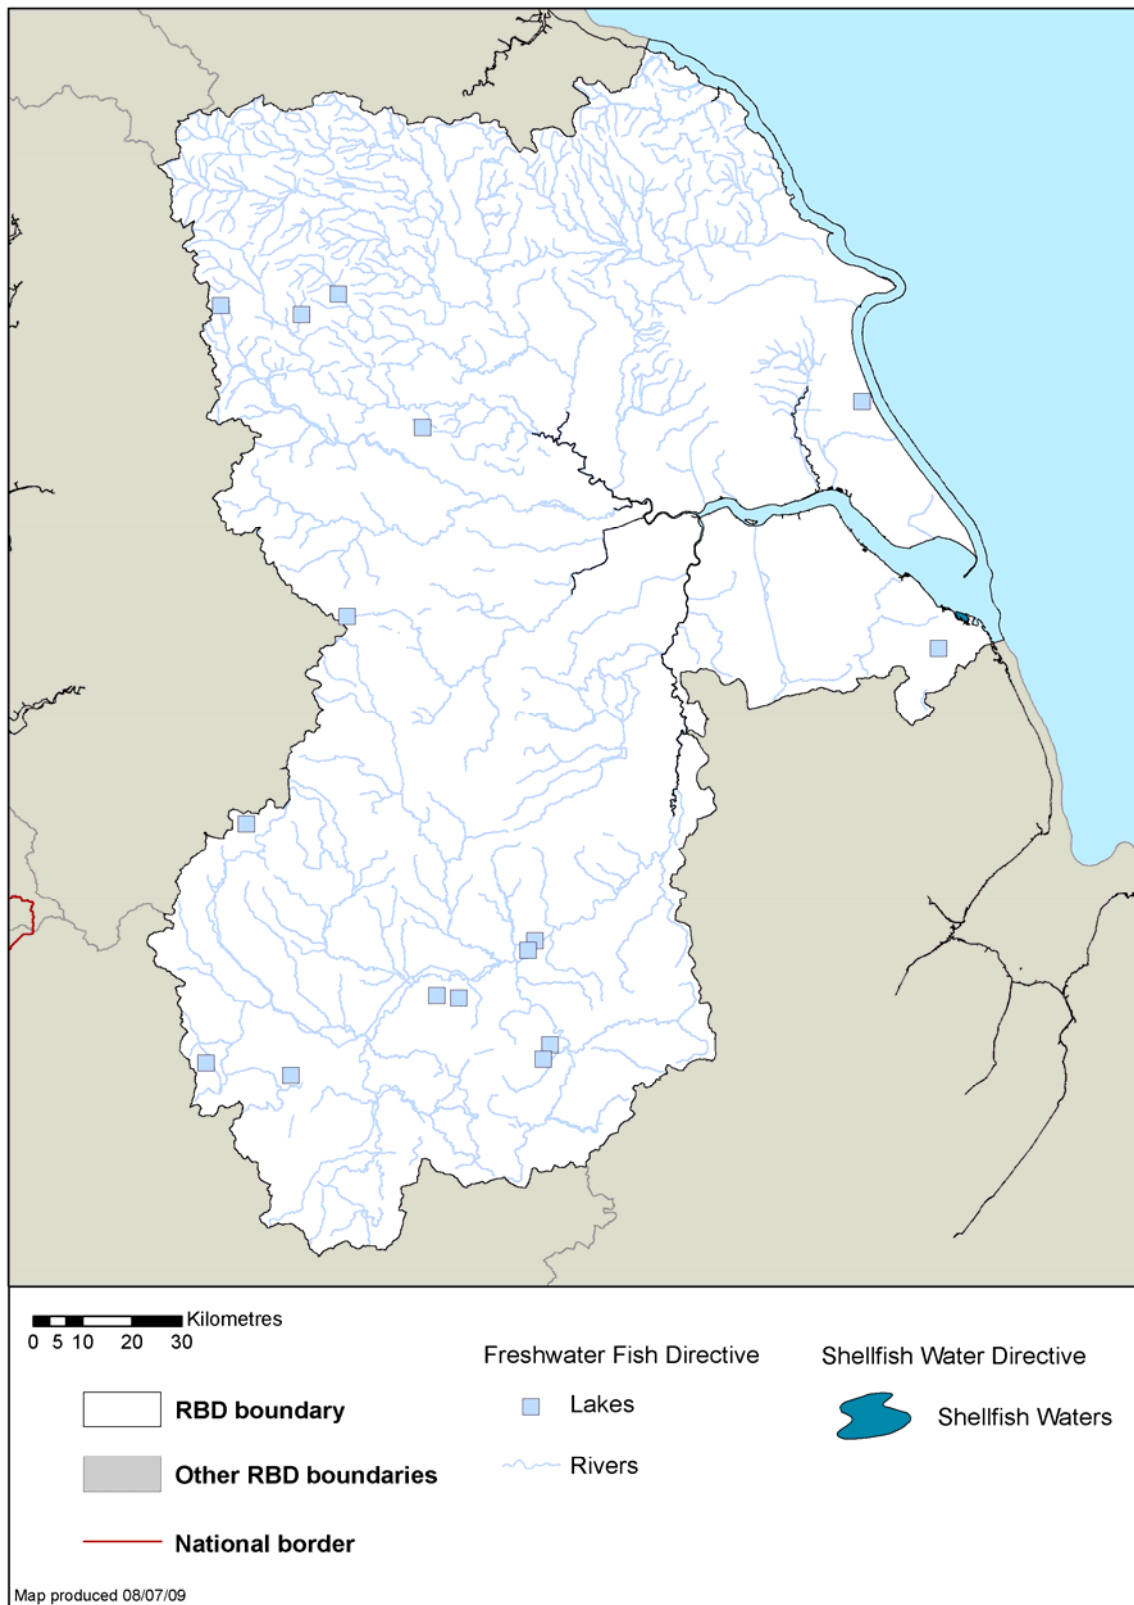 Kilometres
0 5 10 20 30
Freshwater Fish Directive
Shellfish Water Directive
RBD boundary
Lakes
Shellfish Waters
Other RBD boundaries
Rivers
National border
Map produced 08/07/09